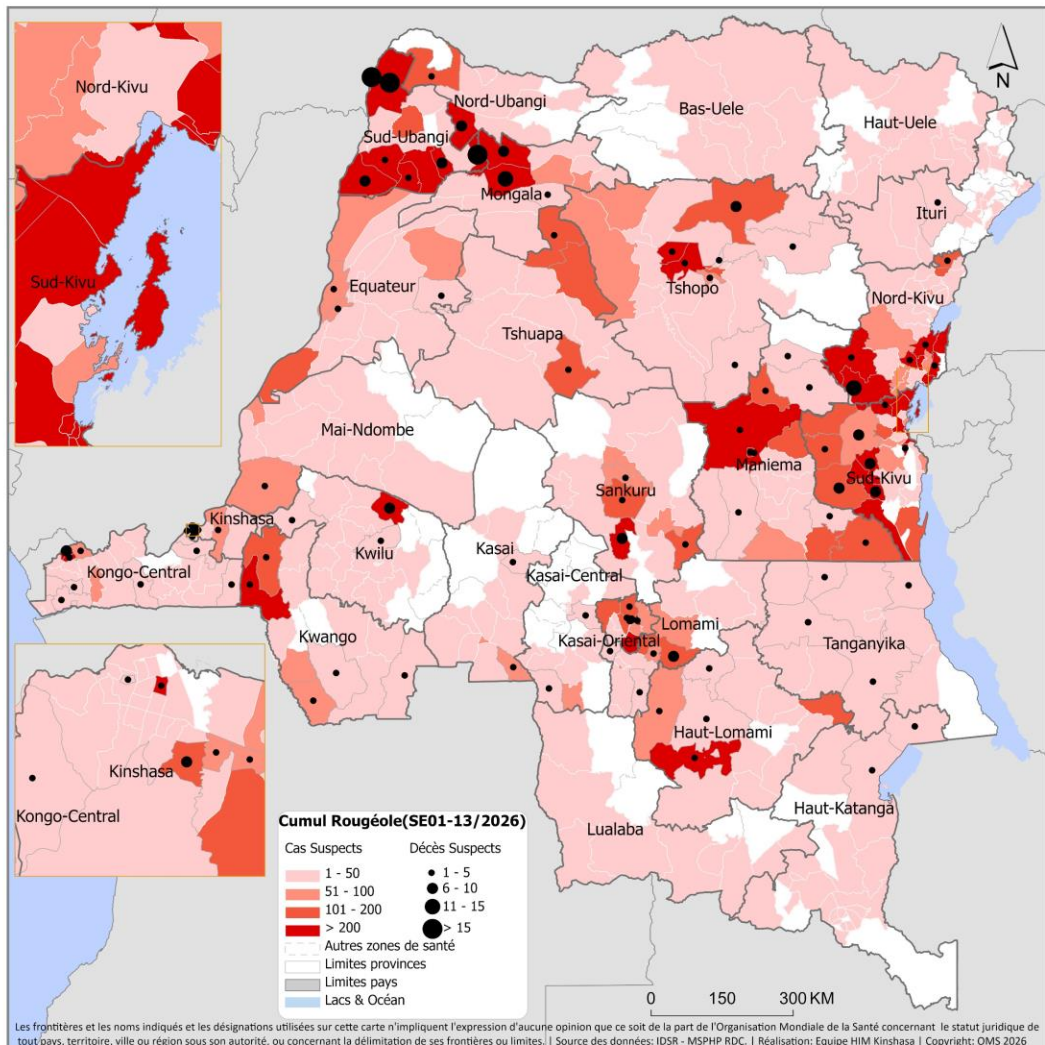 Nord-Kivu
Sud-Kivu
N
Nord-Ubangi
Bas-Uele
Haut-Uele
Sud-Ubangi
Mongala
Ituri
Equateur
Tshopo
Nord-Kivu
Tshuapa
Mai-Ndombe
Maniema
Sankuru
Sud-Kivu
Kinshasa
Kwilu
Kasai
Kongo-Central
Kasai-Central
Lomami
Kwango
Kasai-Oriental
Tanganyika
Haut-Lomami
Haut-Katanga
Lualaba
Kinshasa
Kongo-Central
Cumul Rougéole(SE01-13/2026)
Cas Suspects
1 - 50
51 - 100
101 - 200
> 200
Autres zones de santé
Limites provinces
Limites pays
Lacs & Océan
Décès Suspects
1 - 5
6 - 10
11 - 15
> 15
0 150 300 KM
Les frontières et les noms indiqués et les désignations utilisées sur cette carte n'impliquent l'expression d'aucune opinion que ce soit de la part de l'Organisation Mondiale de la Santé concernant le statut juridique de
tout pays, territoire, ville ou région sous son autorité, ou concernant la délimitation de ses frontières ou limites. | Source des données: IDSR - MSPHP RDC. | Réalisation: Equipe HIM Kinshasa | Copyright: OMS 2026